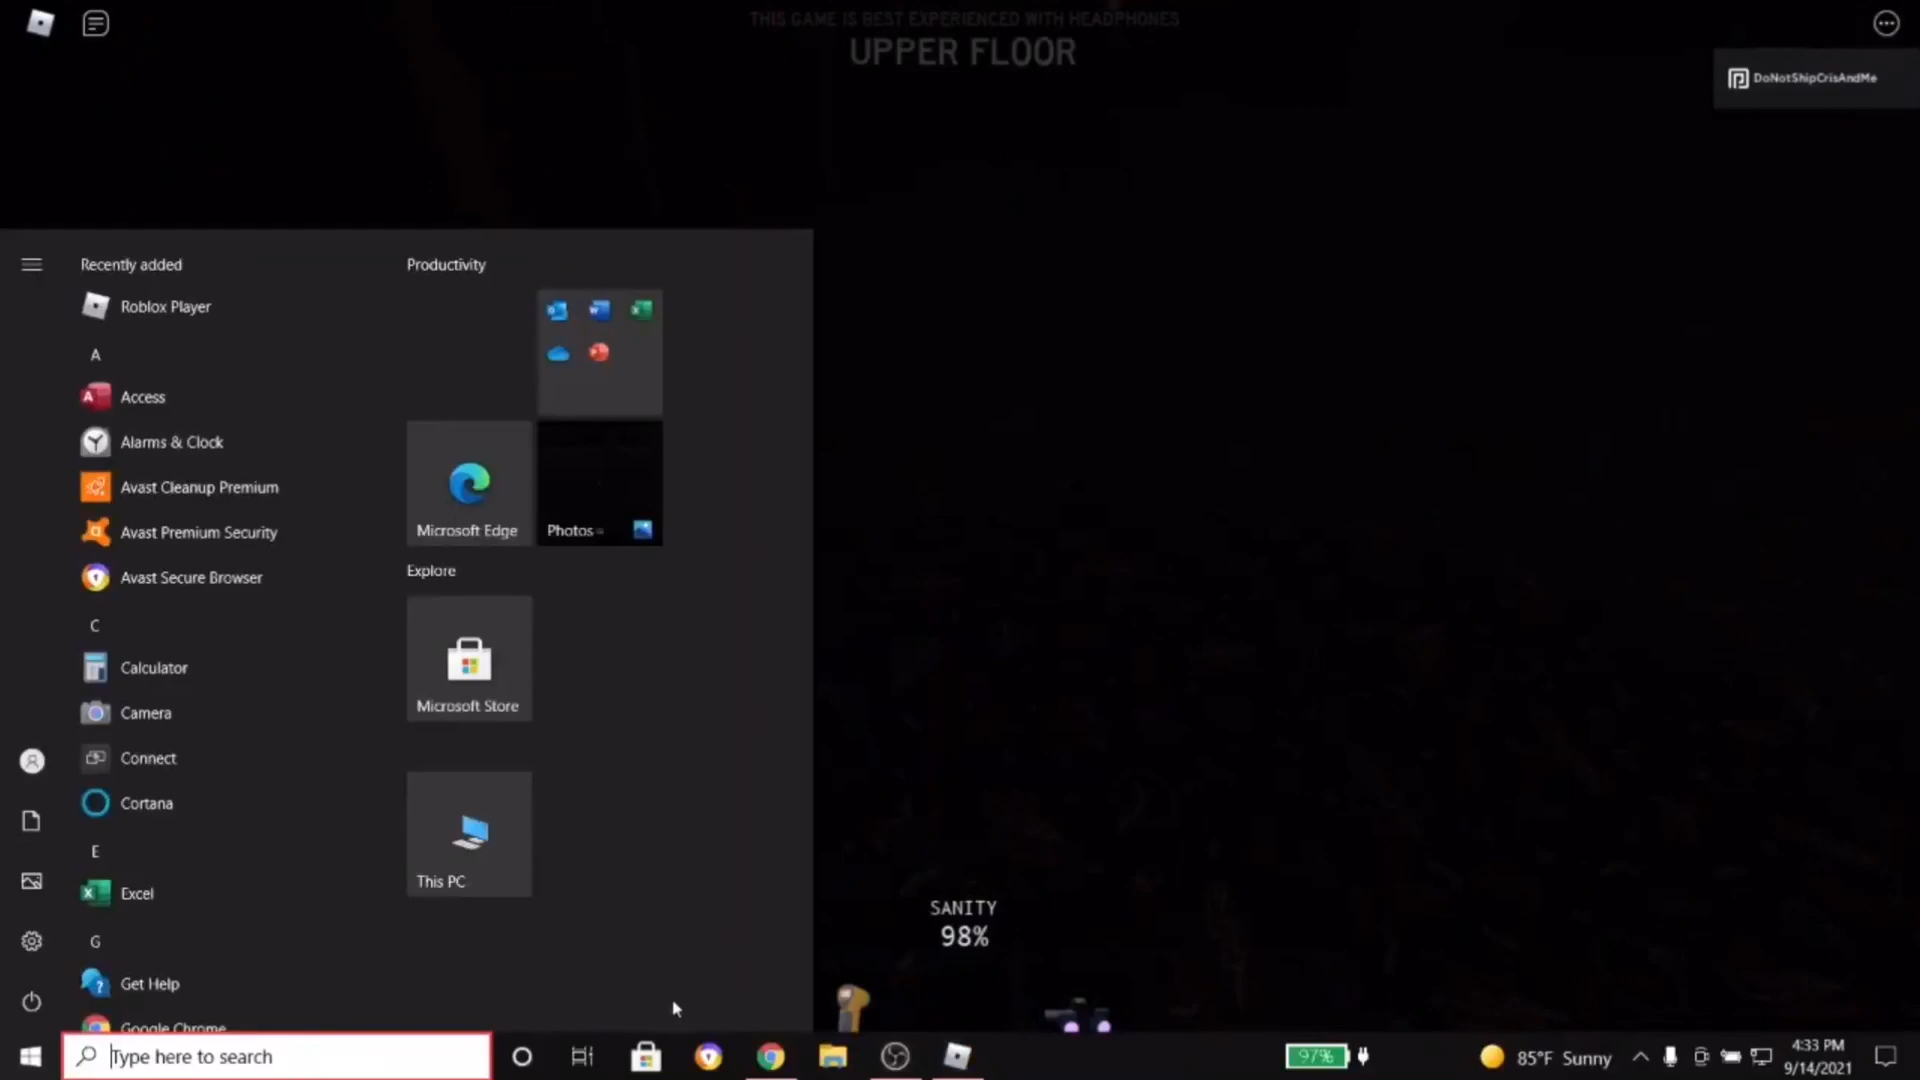 THIS GAME IS BEST EXPERIENCED WITH HEADPHONES
UPPER FLOOR
DoNotShipCrisAndMe
Recently added
Roblox Player
A
Access
Alarms & Clock
Avast Cleanup Premium
Avast Premium Security
Avast Secure Browser
C
Calculator
Camera
Connect
Cortana
E
Excel
G
Get Help
Google Chrome
Productivity
Microsoft Edge
Photos
Explore
Microsoft Store
This PC
SANITY
98%
Type here to search
97%
85°F Sunny
4:33 PM
9/14/2021